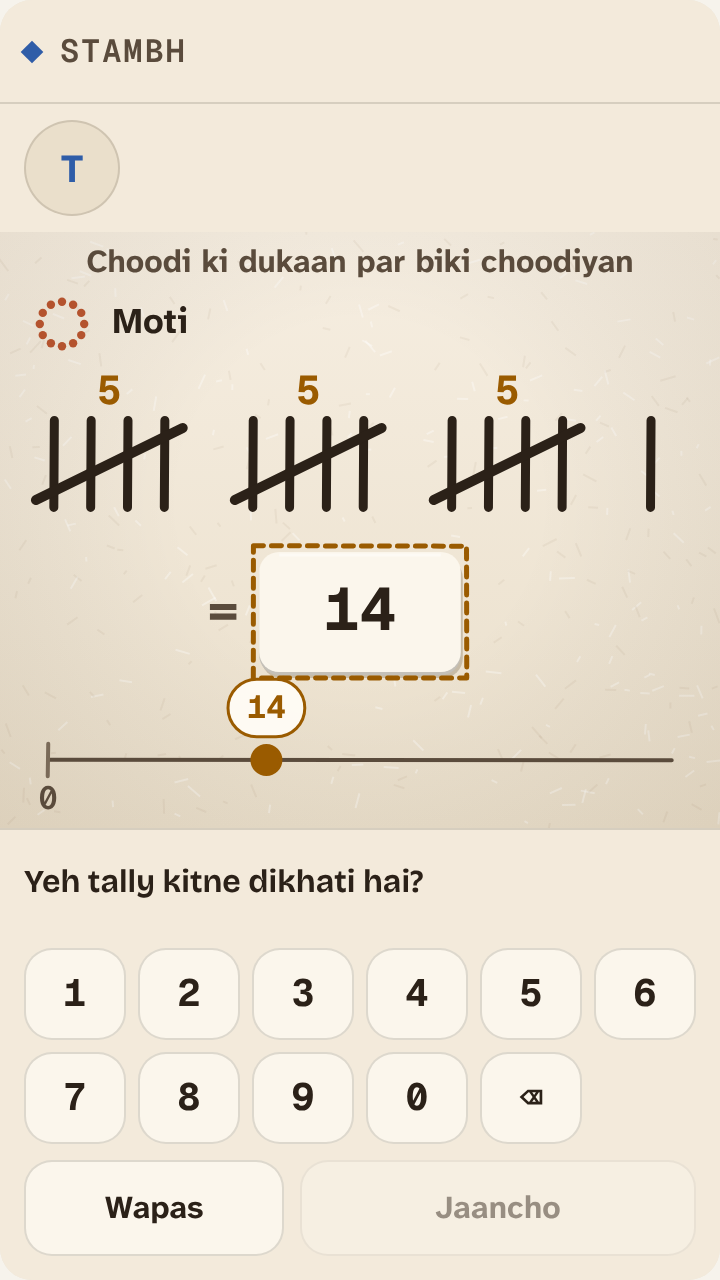 STAMBH
T
Choodi ki dukaan par biki choodiyan
Moti
5 5 5
= 14
14
0
Yeh tally kitne dikhati hai?
1 2 3 4 5 6
7 8 9 0 ⌫
Wapas Jaancho